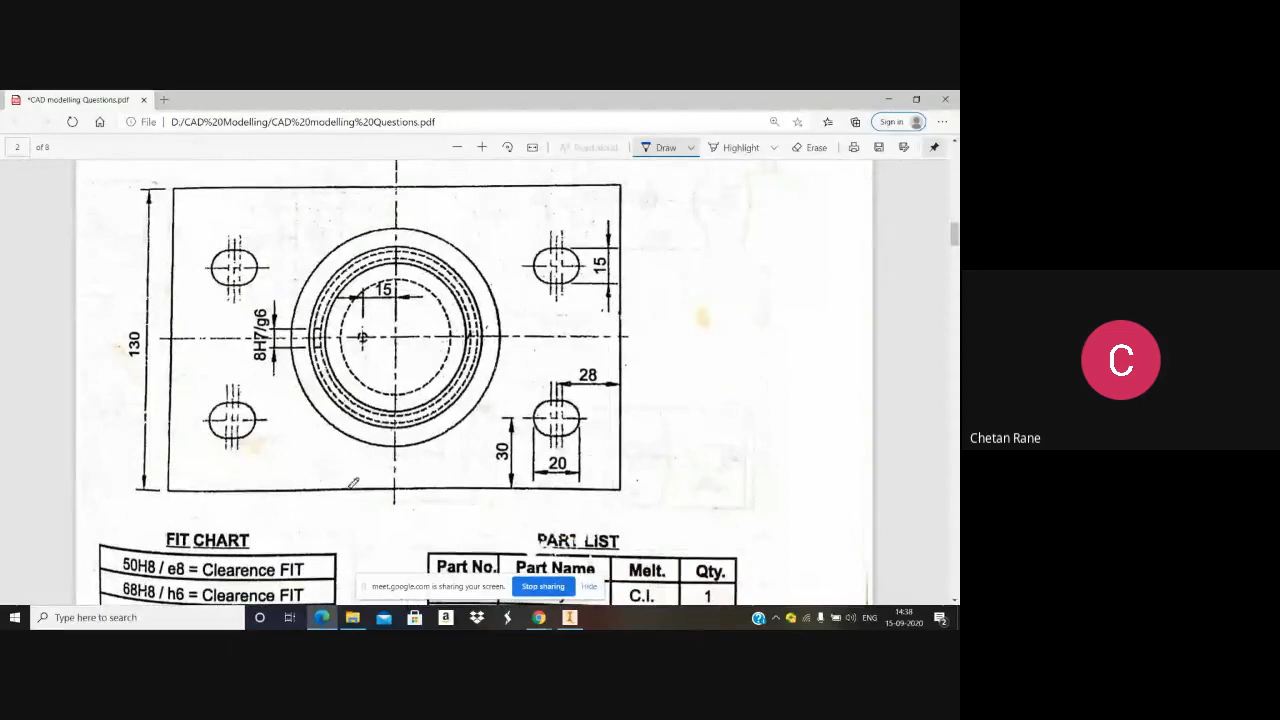 *CAD modelling Questions.pdf
File D:/CAD%20Modelling/CAD%20modelling%20Questions.pdf Sign in
2 of 8 Read aloud Draw Highlight Erase
15
15
8H7/g6
130
28
30
20
FIT CHART
50H8 / e8 = Clearence FIT
68H8 / h6 = Clearence FIT
PART LIST
Part No. Part Name Melt. Qty.
C.I. 1
meet.google.com is sharing your screen. Stop sharing Hide
Type here to search
ENG
14:38
15-09-2020
2
C
Chetan Rane